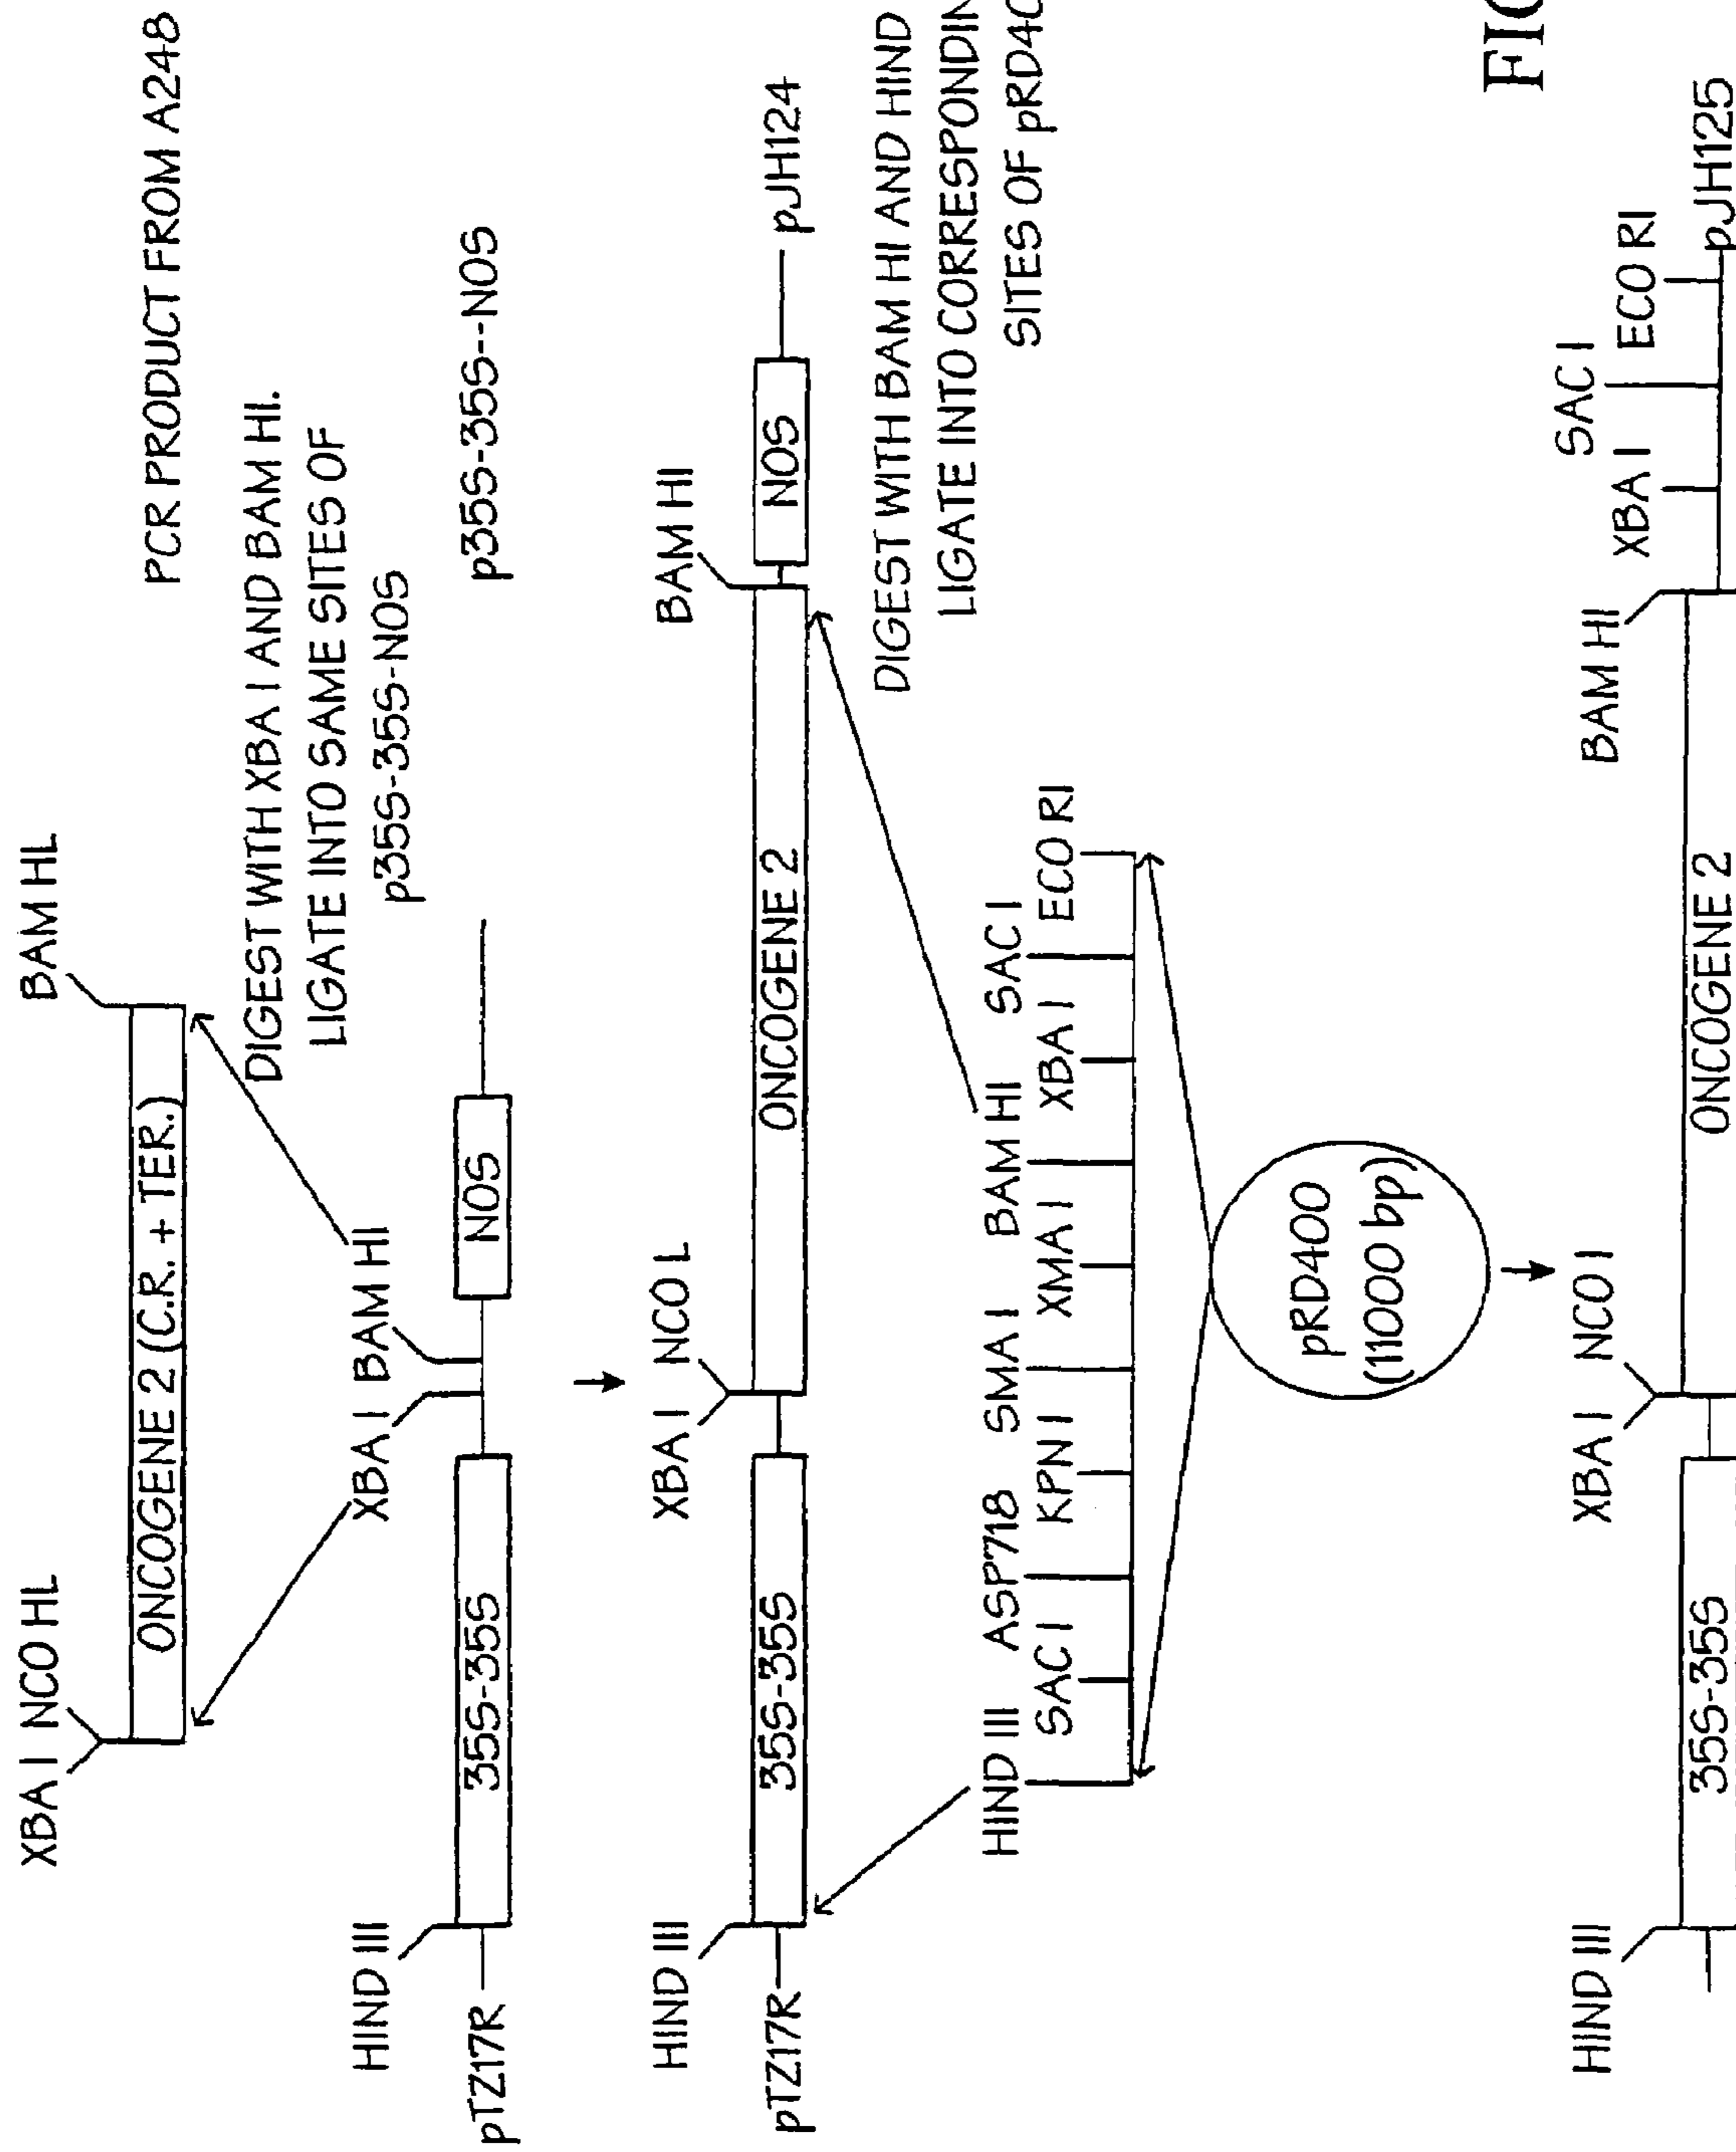 XBA I NCO HL
BAM HL
ONCOGENE 2 (C.R. + TER.)
PCR PRODUCT FROM A248
DIGEST WITH XBA I AND BAM HI.
LIGATE INTO SAME SITES OF
p35S-35S-NOS
HIND III
XBA I BAM HI
pTZ17R
35S-35S
NOS
p35S-35S--NOS
HIND III
XBA I NCO L
BAM HI
pTZ17R
35S-35S
ONCOGENE 2
NOS
pJH124
DIGEST WITH BAM HI AND HIND
LIGATE INTO CORRESPONDIN
SITES OF pRD40
HIND III ASP718 SMA I BAM HI SAC I
SAC I KPN I XMA I XBA I ECO RI
pRD400
(11000 bp)
FIG
HIND III
XBA I NCO I
BAM HI
SAC I
XBA I ECO RI
35S-35S
ONCOGENE 2
pJH125